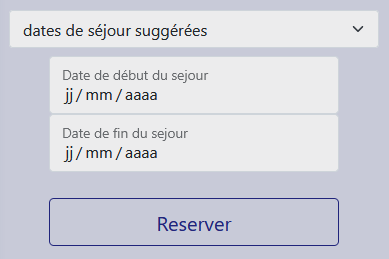 dates de séjour suggérées
Date de début du sejour
jj / mm / aaaa
Date de fin du sejour
jj / mm / aaaa
Reserver